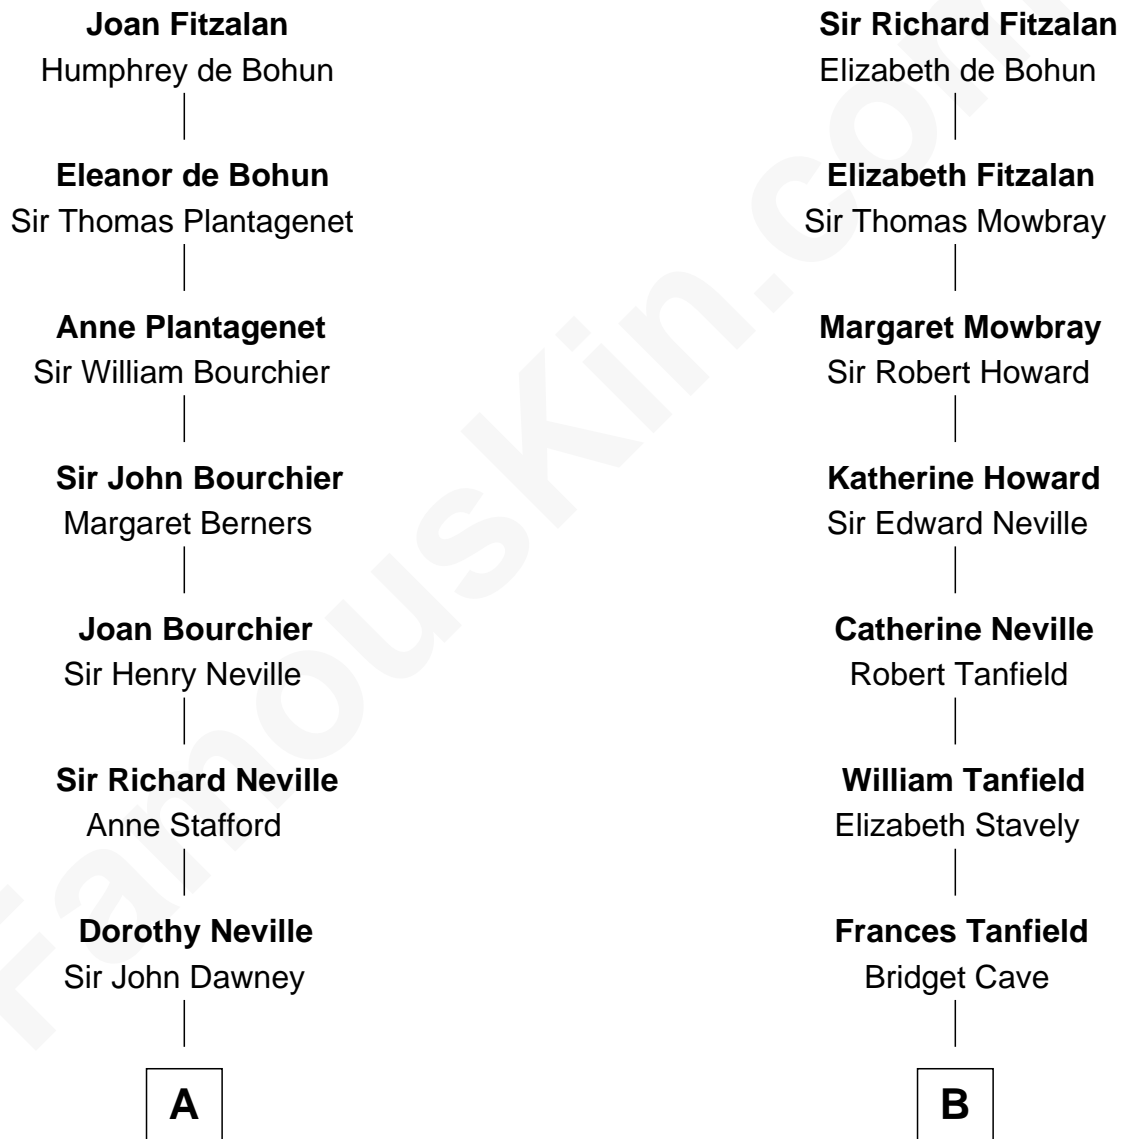 Joan Fitzalan
Humphrey de Bohun
Eleanor de Bohun
Sir Thomas Plantagenet
Anne Plantagenet
Sir William Bourchier
Sir John Bourchier
Margaret Berners
Joan Bourchier
Sir Henry Neville
Sir Richard Neville
Anne Stafford
Dorothy Neville
Sir John Dawney
A
Sir Richard Fitzalan
Elizabeth de Bohun
Elizabeth Fitzalan
Sir Thomas Mowbray
Margaret Mowbray
Sir Robert Howard
Katherine Howard
Sir Edward Neville
Catherine Neville
Robert Tanfield
William Tanfield
Elizabeth Stavely
Frances Tanfield
Bridget Cave
B
FamousKin.com